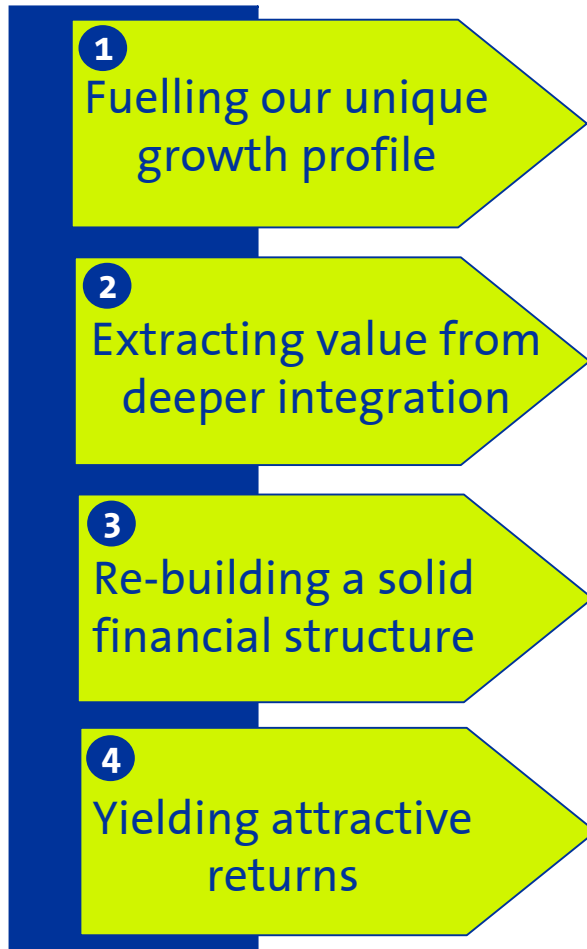 1
Fuelling our unique
growth profile
2
Extracting value from
deeper integration
3
Re-building a solid
financial structure
4
Yielding attractive
returns